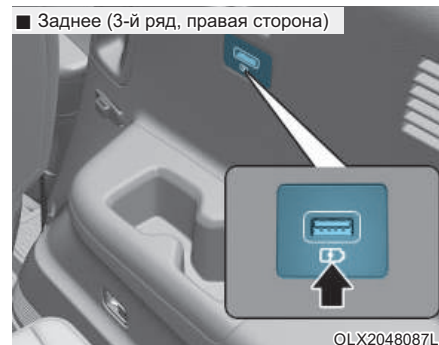 ■ Заднее (3-й ряд, правая сторона)
OLX2048087L